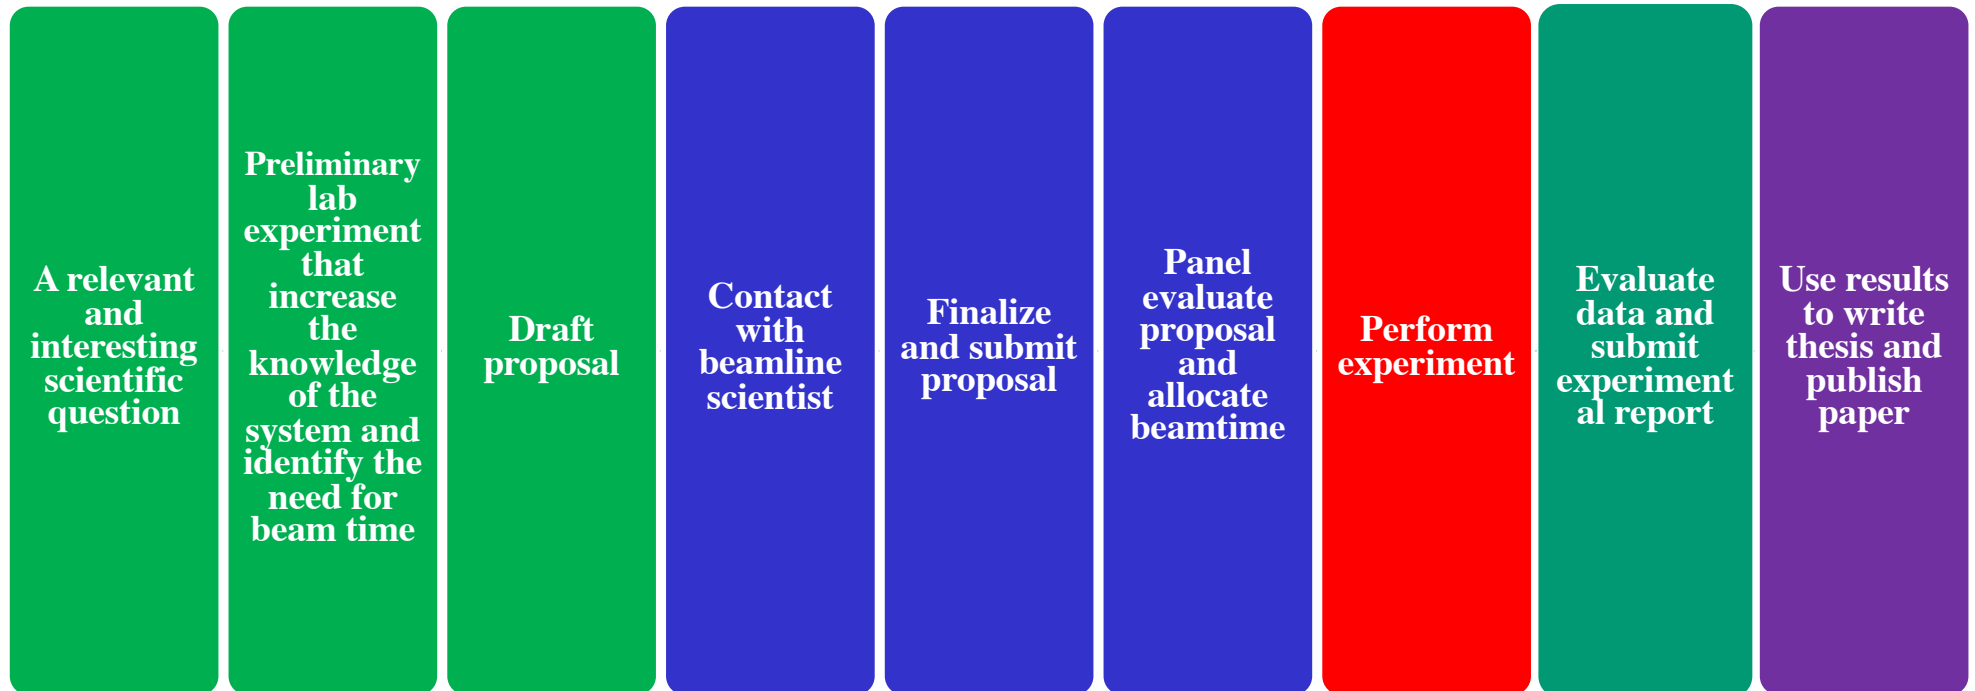 A relevant
and
interesting
scientific
question
Preliminary
lab
experiment
that
increase
the
knowledge
of the
system and
identify the
need for
beam time
Draft
proposal
Contact
with
beamline
scientist
Finalize
and submit
proposal
Panel
evaluate
proposal
and
allocate
beamtime
Perform
experiment
Evaluate
data and
submit
experiment
al report
Use results
to write
thesis and
publish
paper